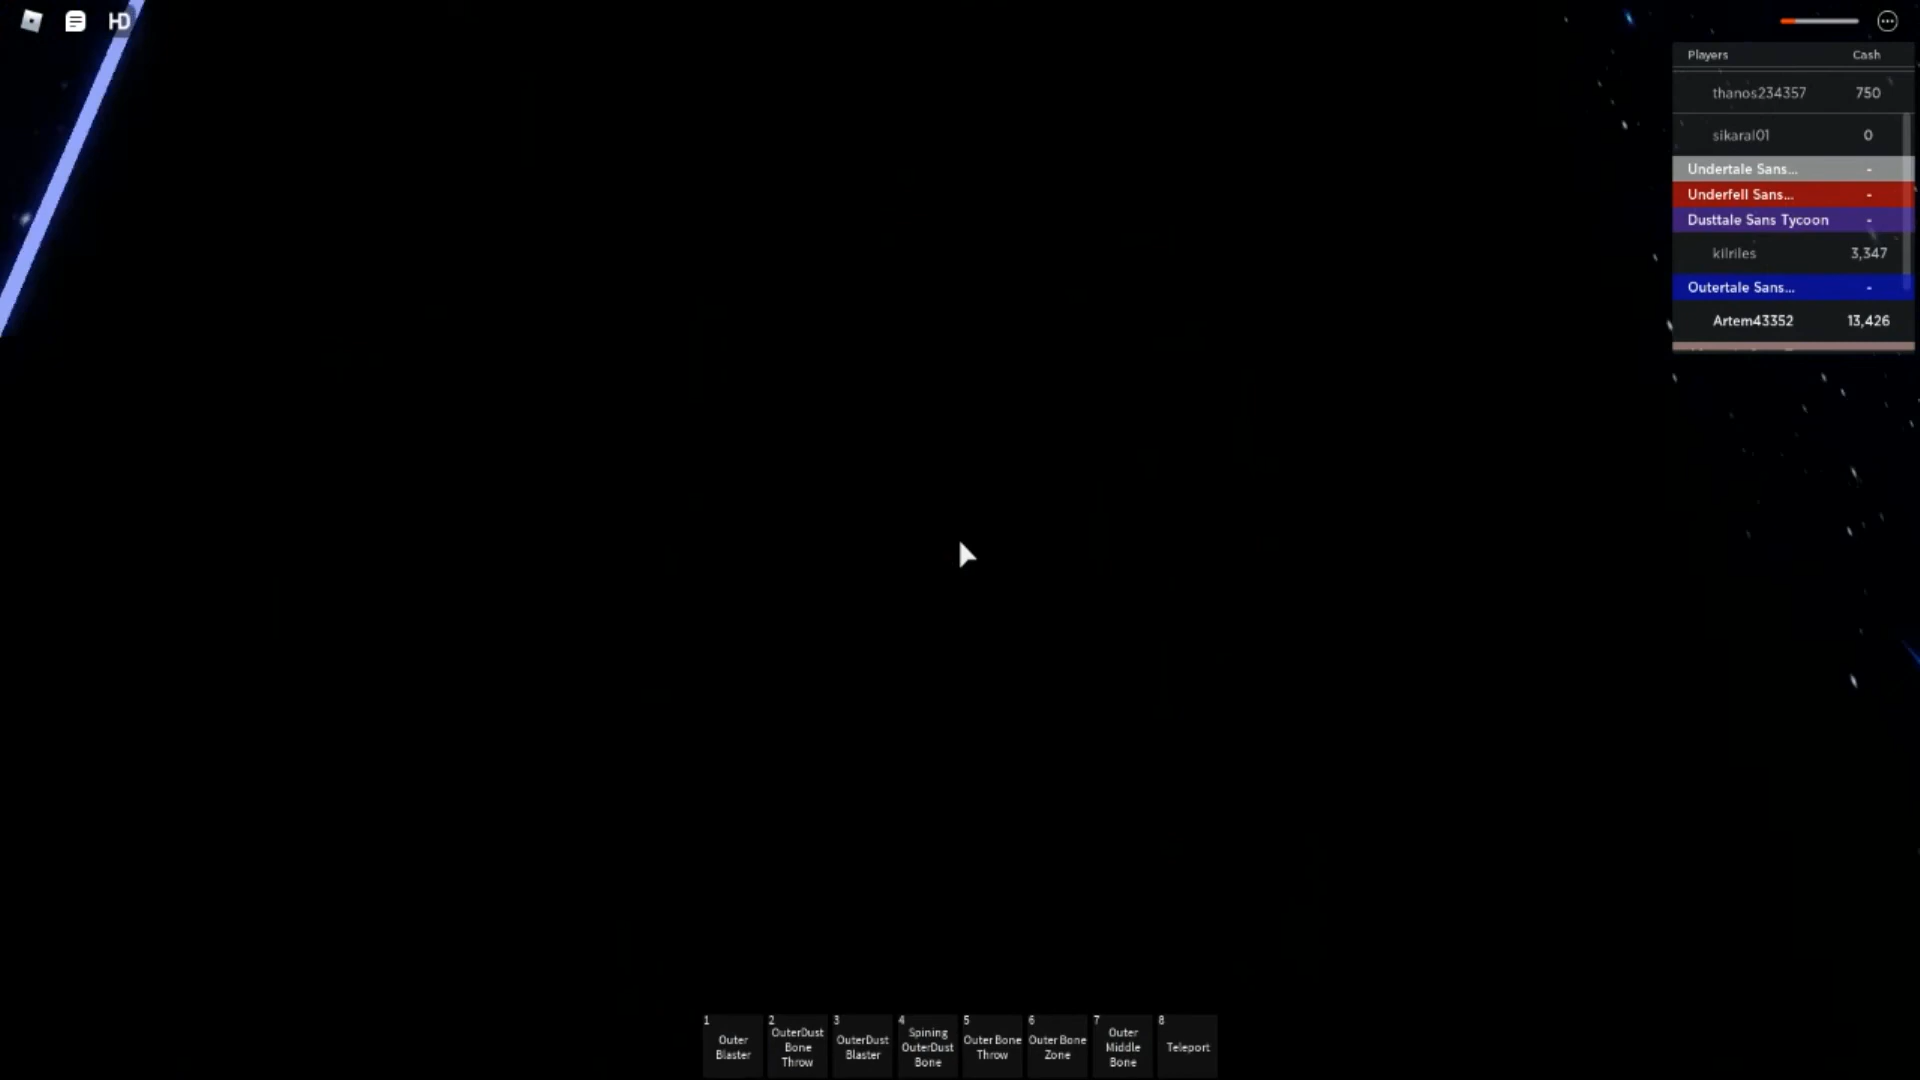 HD
Players Cash
thanos234357 750
sikaral01 0
Undertale Sans... -
Underfell Sans... -
Dusttale Sans Tycoon -
kilriles 3,347
Outertale Sans... -
Artem43352 13,426
1 Outer Blaster
2 OuterDust Bone Throw
3 OuterDust Blaster
4 Spining OuterDust Bone
5 Outer Bone Throw
6 Outer Bone Zone
7 Outer Middle Bone
8 Teleport